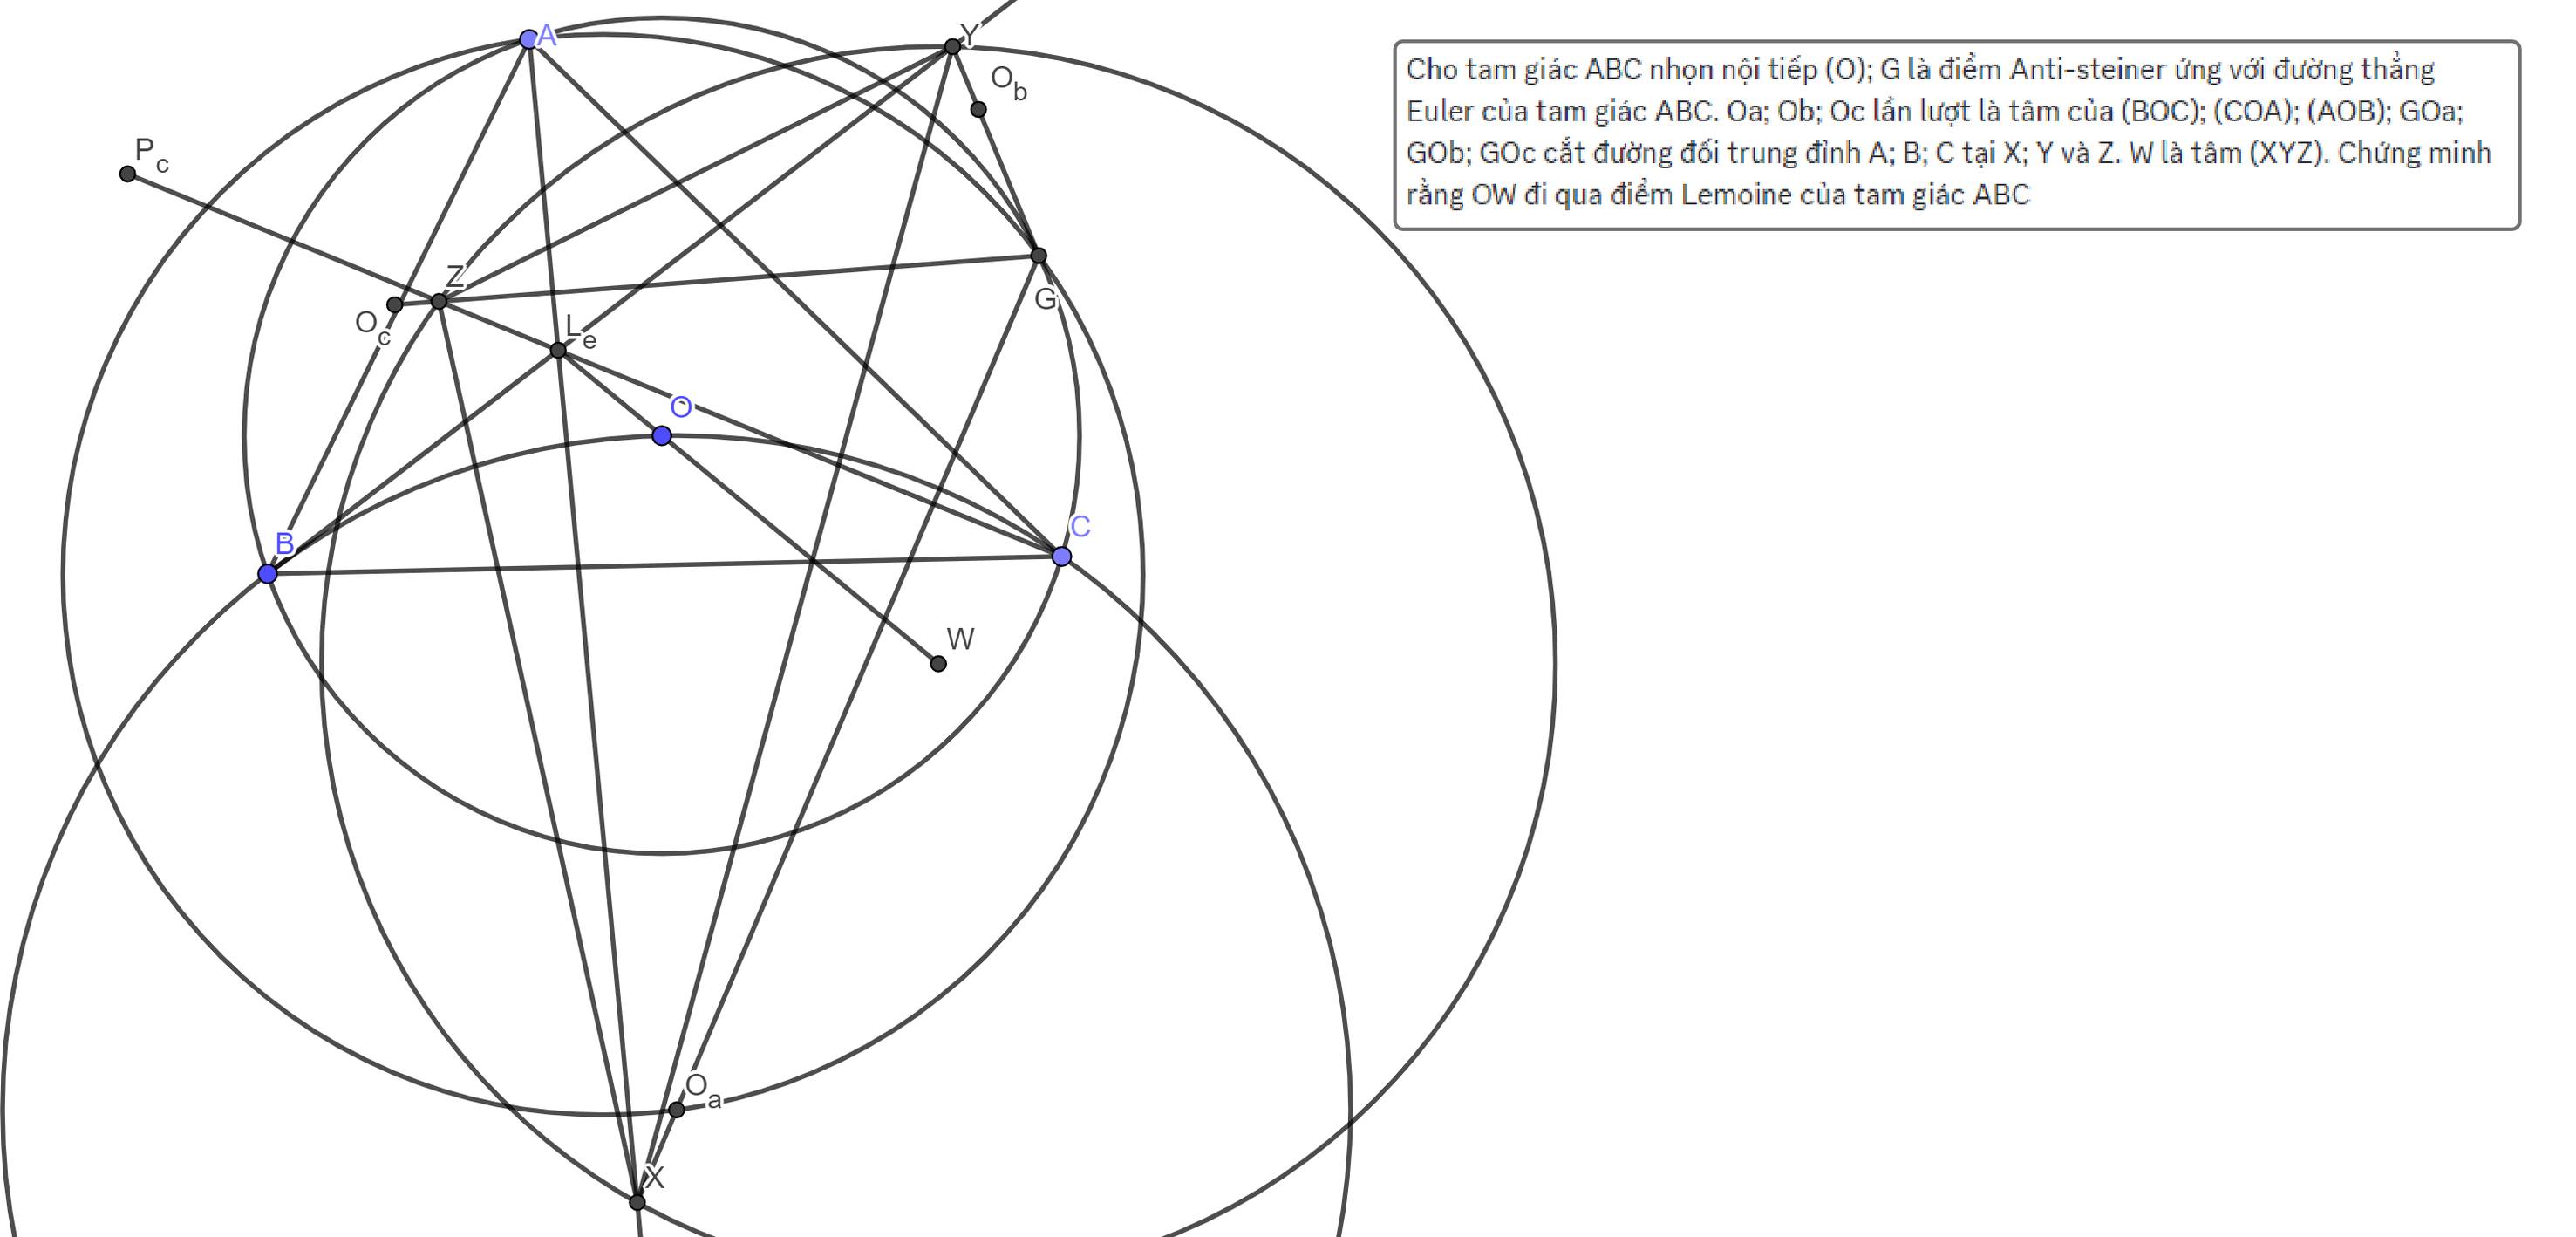 A
Y
O_b
P_c
Z
O_c
L_e
G
O
B
C
W
O_a
X
Cho tam giác ABC nhọn nội tiếp (O); G là điểm Anti-steiner ứng với đường thẳng
Euler của tam giác ABC. Oa; Ob; Oc lần lượt là tâm của (BOC); (COA); (AOB); GOa;
GOb; GOc cắt đường đối trung đỉnh A; B; C tại X; Y và Z. W là tâm (XYZ). Chứng minh
rằng OW đi qua điểm Lemoine của tam giác ABC